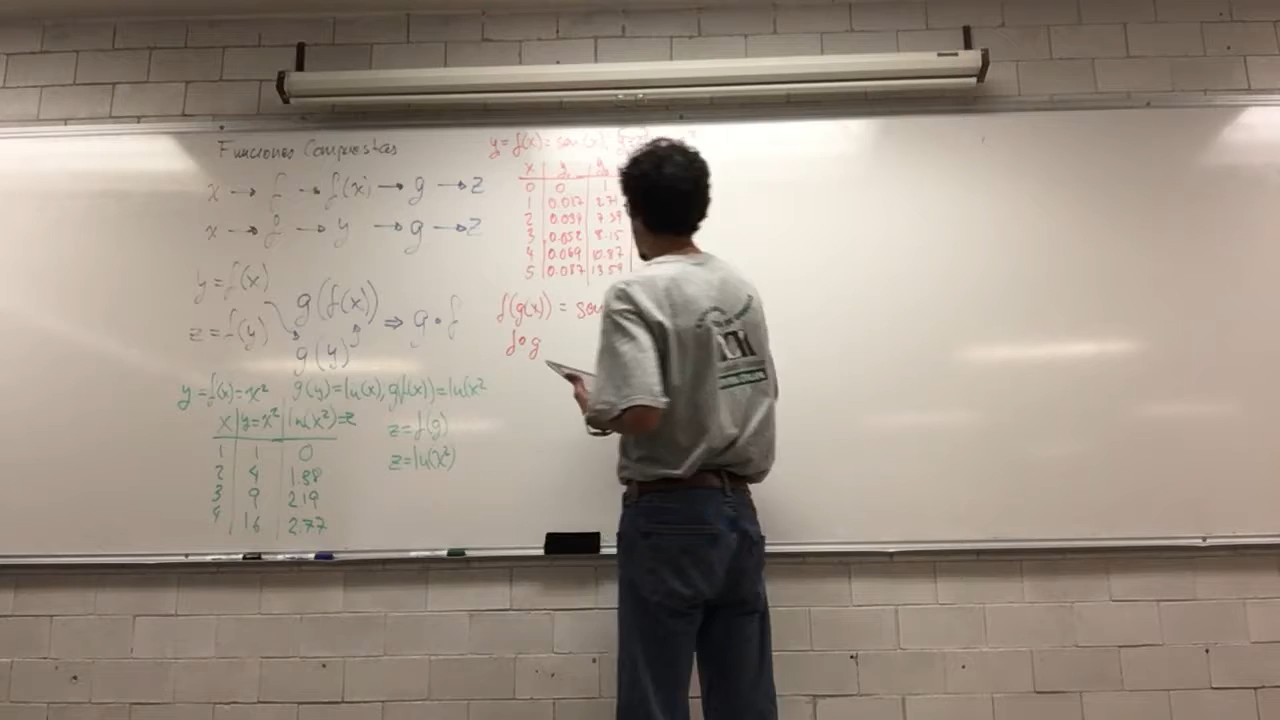 Funciones Compuestas
x → f → f(x) → g → z
x → f → y → g → z
y = f(x)
z = f(y)
g(f(x))
g(y)
⇒ g ∘ f
y = f(x) = x² g(y) = ln(x), g(f(x)) = ln(x²
x | y = x² | ln(x²) = z
1 | 1 | 0
2 | 4 | 1.38
3 | 9 | 2.19
4 | 16 | 2.77
z = f(g)
z = ln(x²)
y = f(x) = sen(x),
x | y
0 | 0 | 1
1 | 0.017 | 2.71
2 | 0.034 | 7.39
3 | 0.052 | 8.15
4 | 0.069 | 10.87
5 | 0.087 | 13.59
f(g(x)) = sen
f∘g